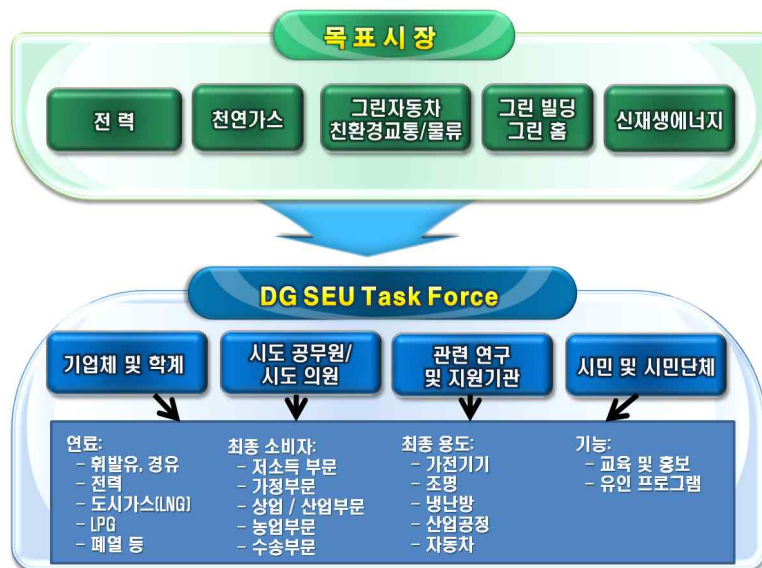 목표시장
전 력
천연가스
그린자동차
친환경교통/물류
그린 빌딩
그린 홈
신재생에너지
DG SEU Task Force
기업체 및 학계
시도 공무원/
시도 의원
관련 연구
및 지원기관
시민 및 시민단체
연료:
– 휘발유, 경유
– 전력
– 도시가스(LNG)
– LPG
– 폐열 등
최종 소비자:
– 저소득 부문
– 가정부문
– 상업 / 산업부문
– 농업부문
– 수송부문
최종 용도:
– 가전기기
– 조명
– 냉난방
– 산업공정
– 자동차
기능:
– 교육 및 홍보
– 유인 프로그램